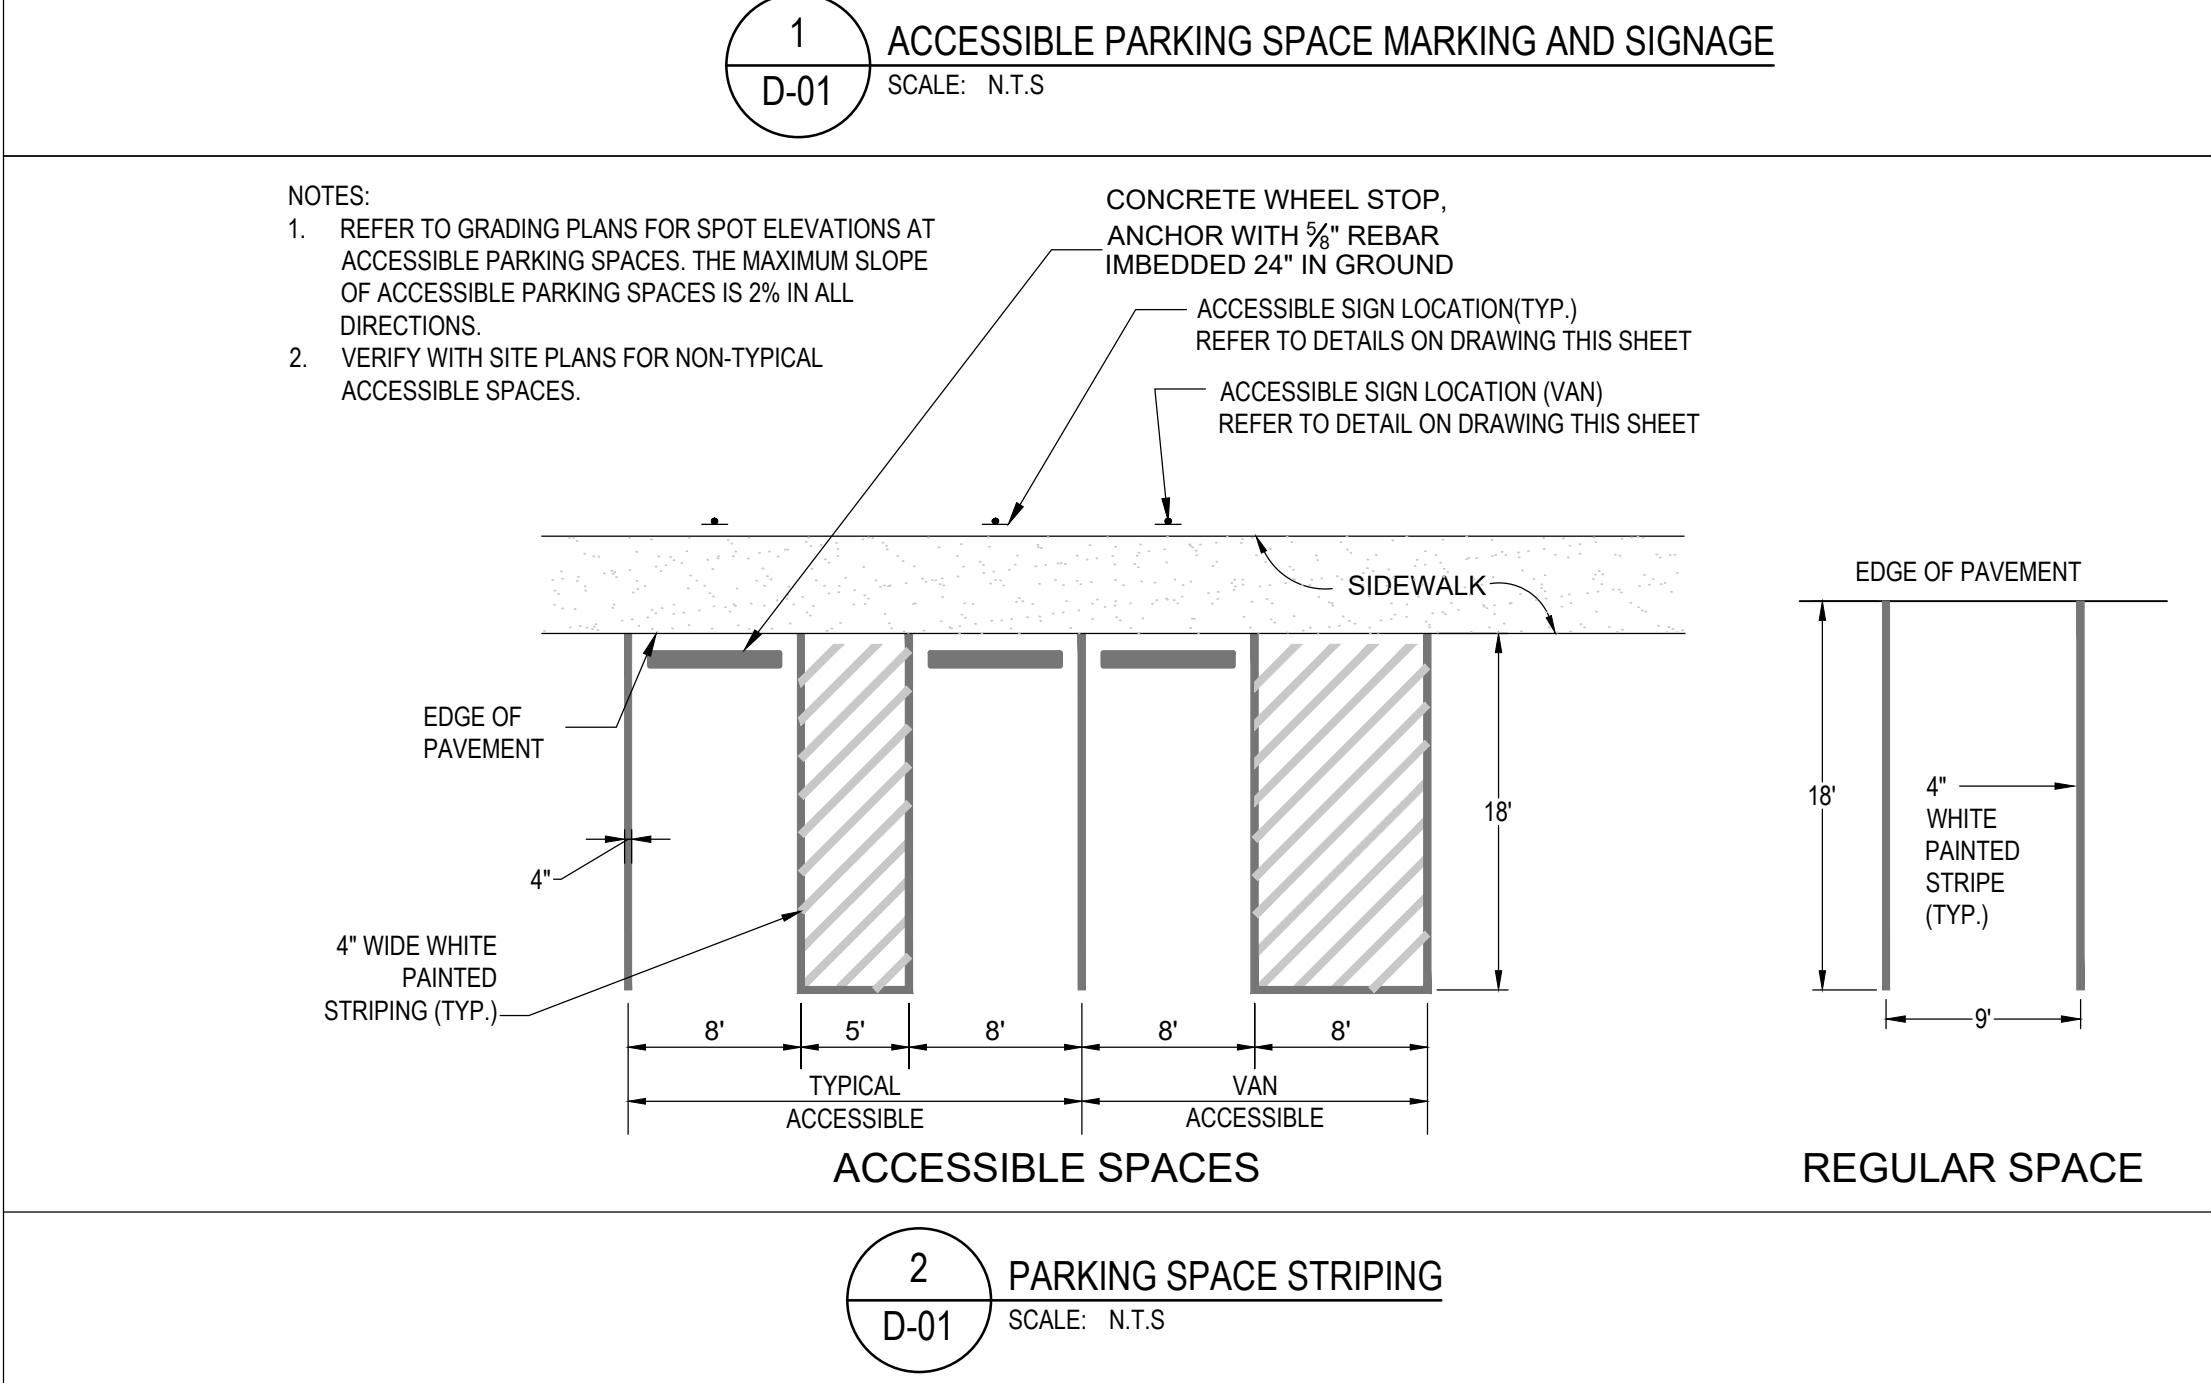 1
D-01
ACCESSIBLE PARKING SPACE MARKING AND SIGNAGE
SCALE: N.T.S
NOTES:
1. REFER TO GRADING PLANS FOR SPOT ELEVATIONS AT
ACCESSIBLE PARKING SPACES. THE MAXIMUM SLOPE
OF ACCESSIBLE PARKING SPACES IS 2% IN ALL
DIRECTIONS.
2. VERIFY WITH SITE PLANS FOR NON-TYPICAL
ACCESSIBLE SPACES.
CONCRETE WHEEL STOP,
ANCHOR WITH 5/8" REBAR
IMBEDDED 24" IN GROUND
ACCESSIBLE SIGN LOCATION(TYP.)
REFER TO DETAILS ON DRAWING THIS SHEET
ACCESSIBLE SIGN LOCATION (VAN)
REFER TO DETAIL ON DRAWING THIS SHEET
SIDEWALK
EDGE OF
PAVEMENT
4"
4" WIDE WHITE
PAINTED
STRIPING (TYP.)
18'
8'
5'
8'
8'
8'
TYPICAL
ACCESSIBLE
VAN
ACCESSIBLE
ACCESSIBLE SPACES
EDGE OF PAVEMENT
18'
4"
WHITE
PAINTED
STRIPE
(TYP.)
9'
REGULAR SPACE
2
D-01
PARKING SPACE STRIPING
SCALE: N.T.S